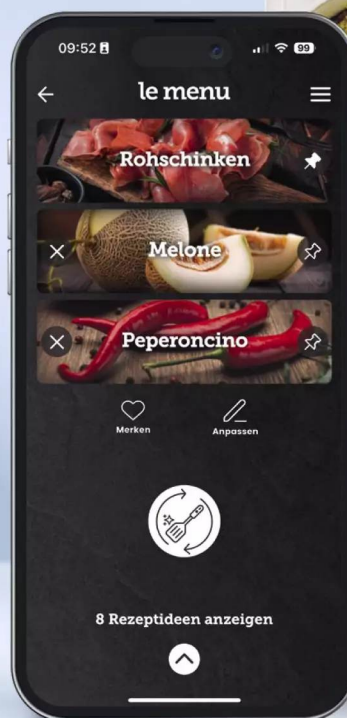 09:52
99
le menu
Rohschinken
Melone
Peperoncino
Merken
Anpassen
8 Rezeptideen anzeigen